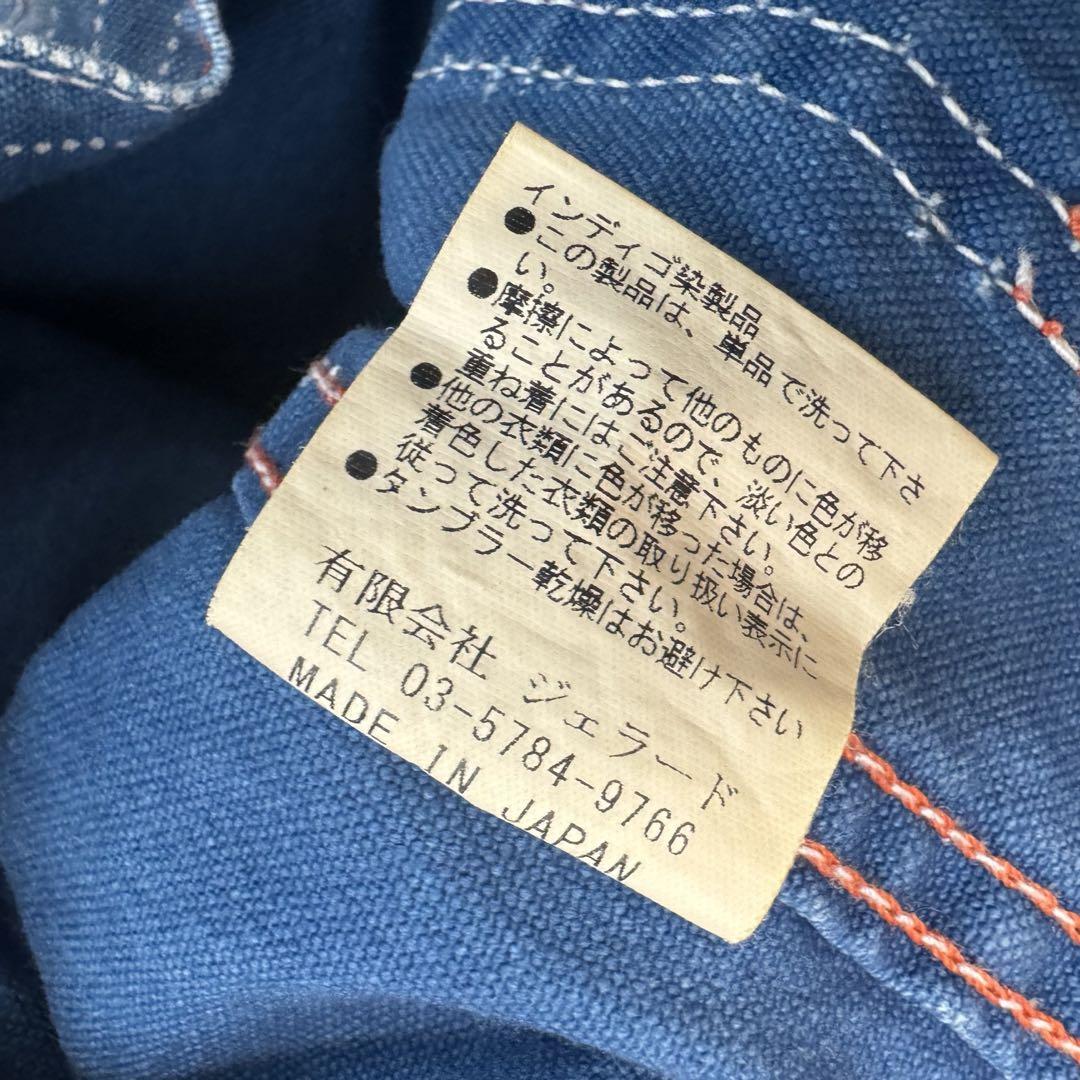 インディゴ染製品
●この製品は、単品で洗って下さ
い。
●摩擦によって他のものに色が移
ることがあるので、淡い色との
重ね着にはご注意下さい。
●他の衣類に色が移った場合は、
着色した衣類の取り扱い表示に
従って洗って下さい。
●タンブラー乾燥はお避け下さい
有限会社 ジェラード
TEL 03-5784-9766
MADE IN JAPAN